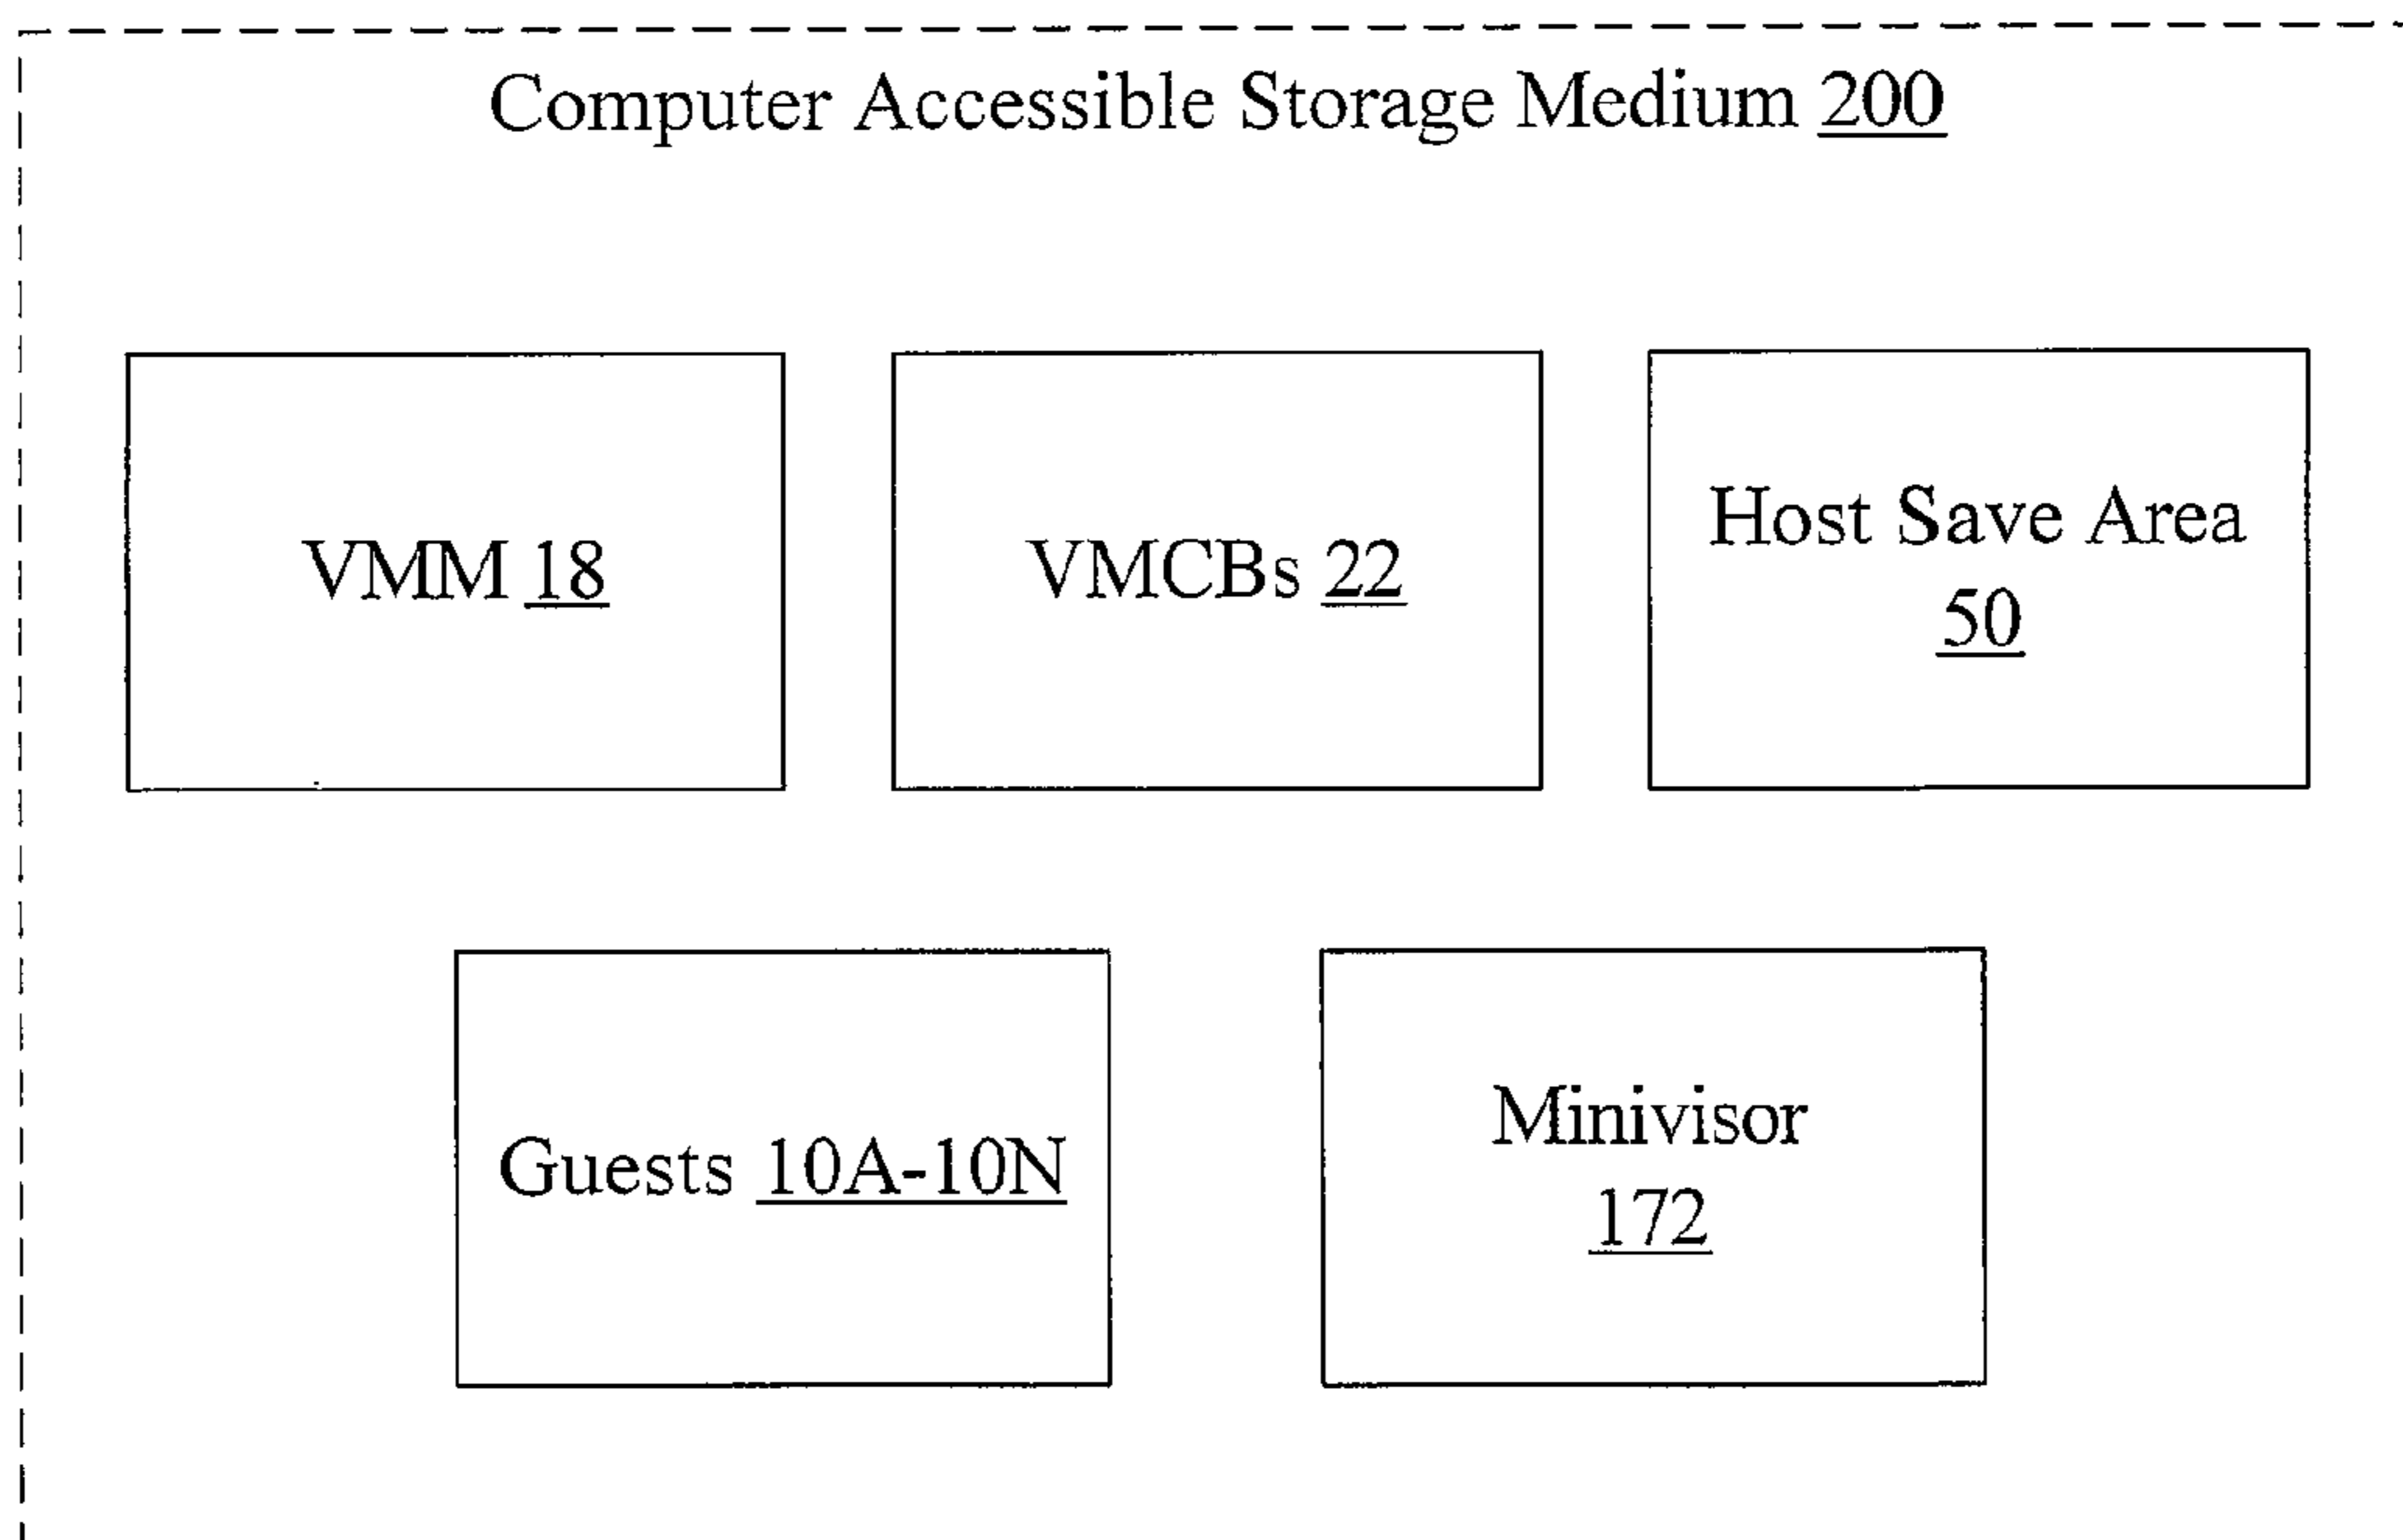 Computer Accessible Storage Medium 200
VMM 18
VMCBs 22
Host Save Area
50
Guests 10A-10N
Minivisor
172